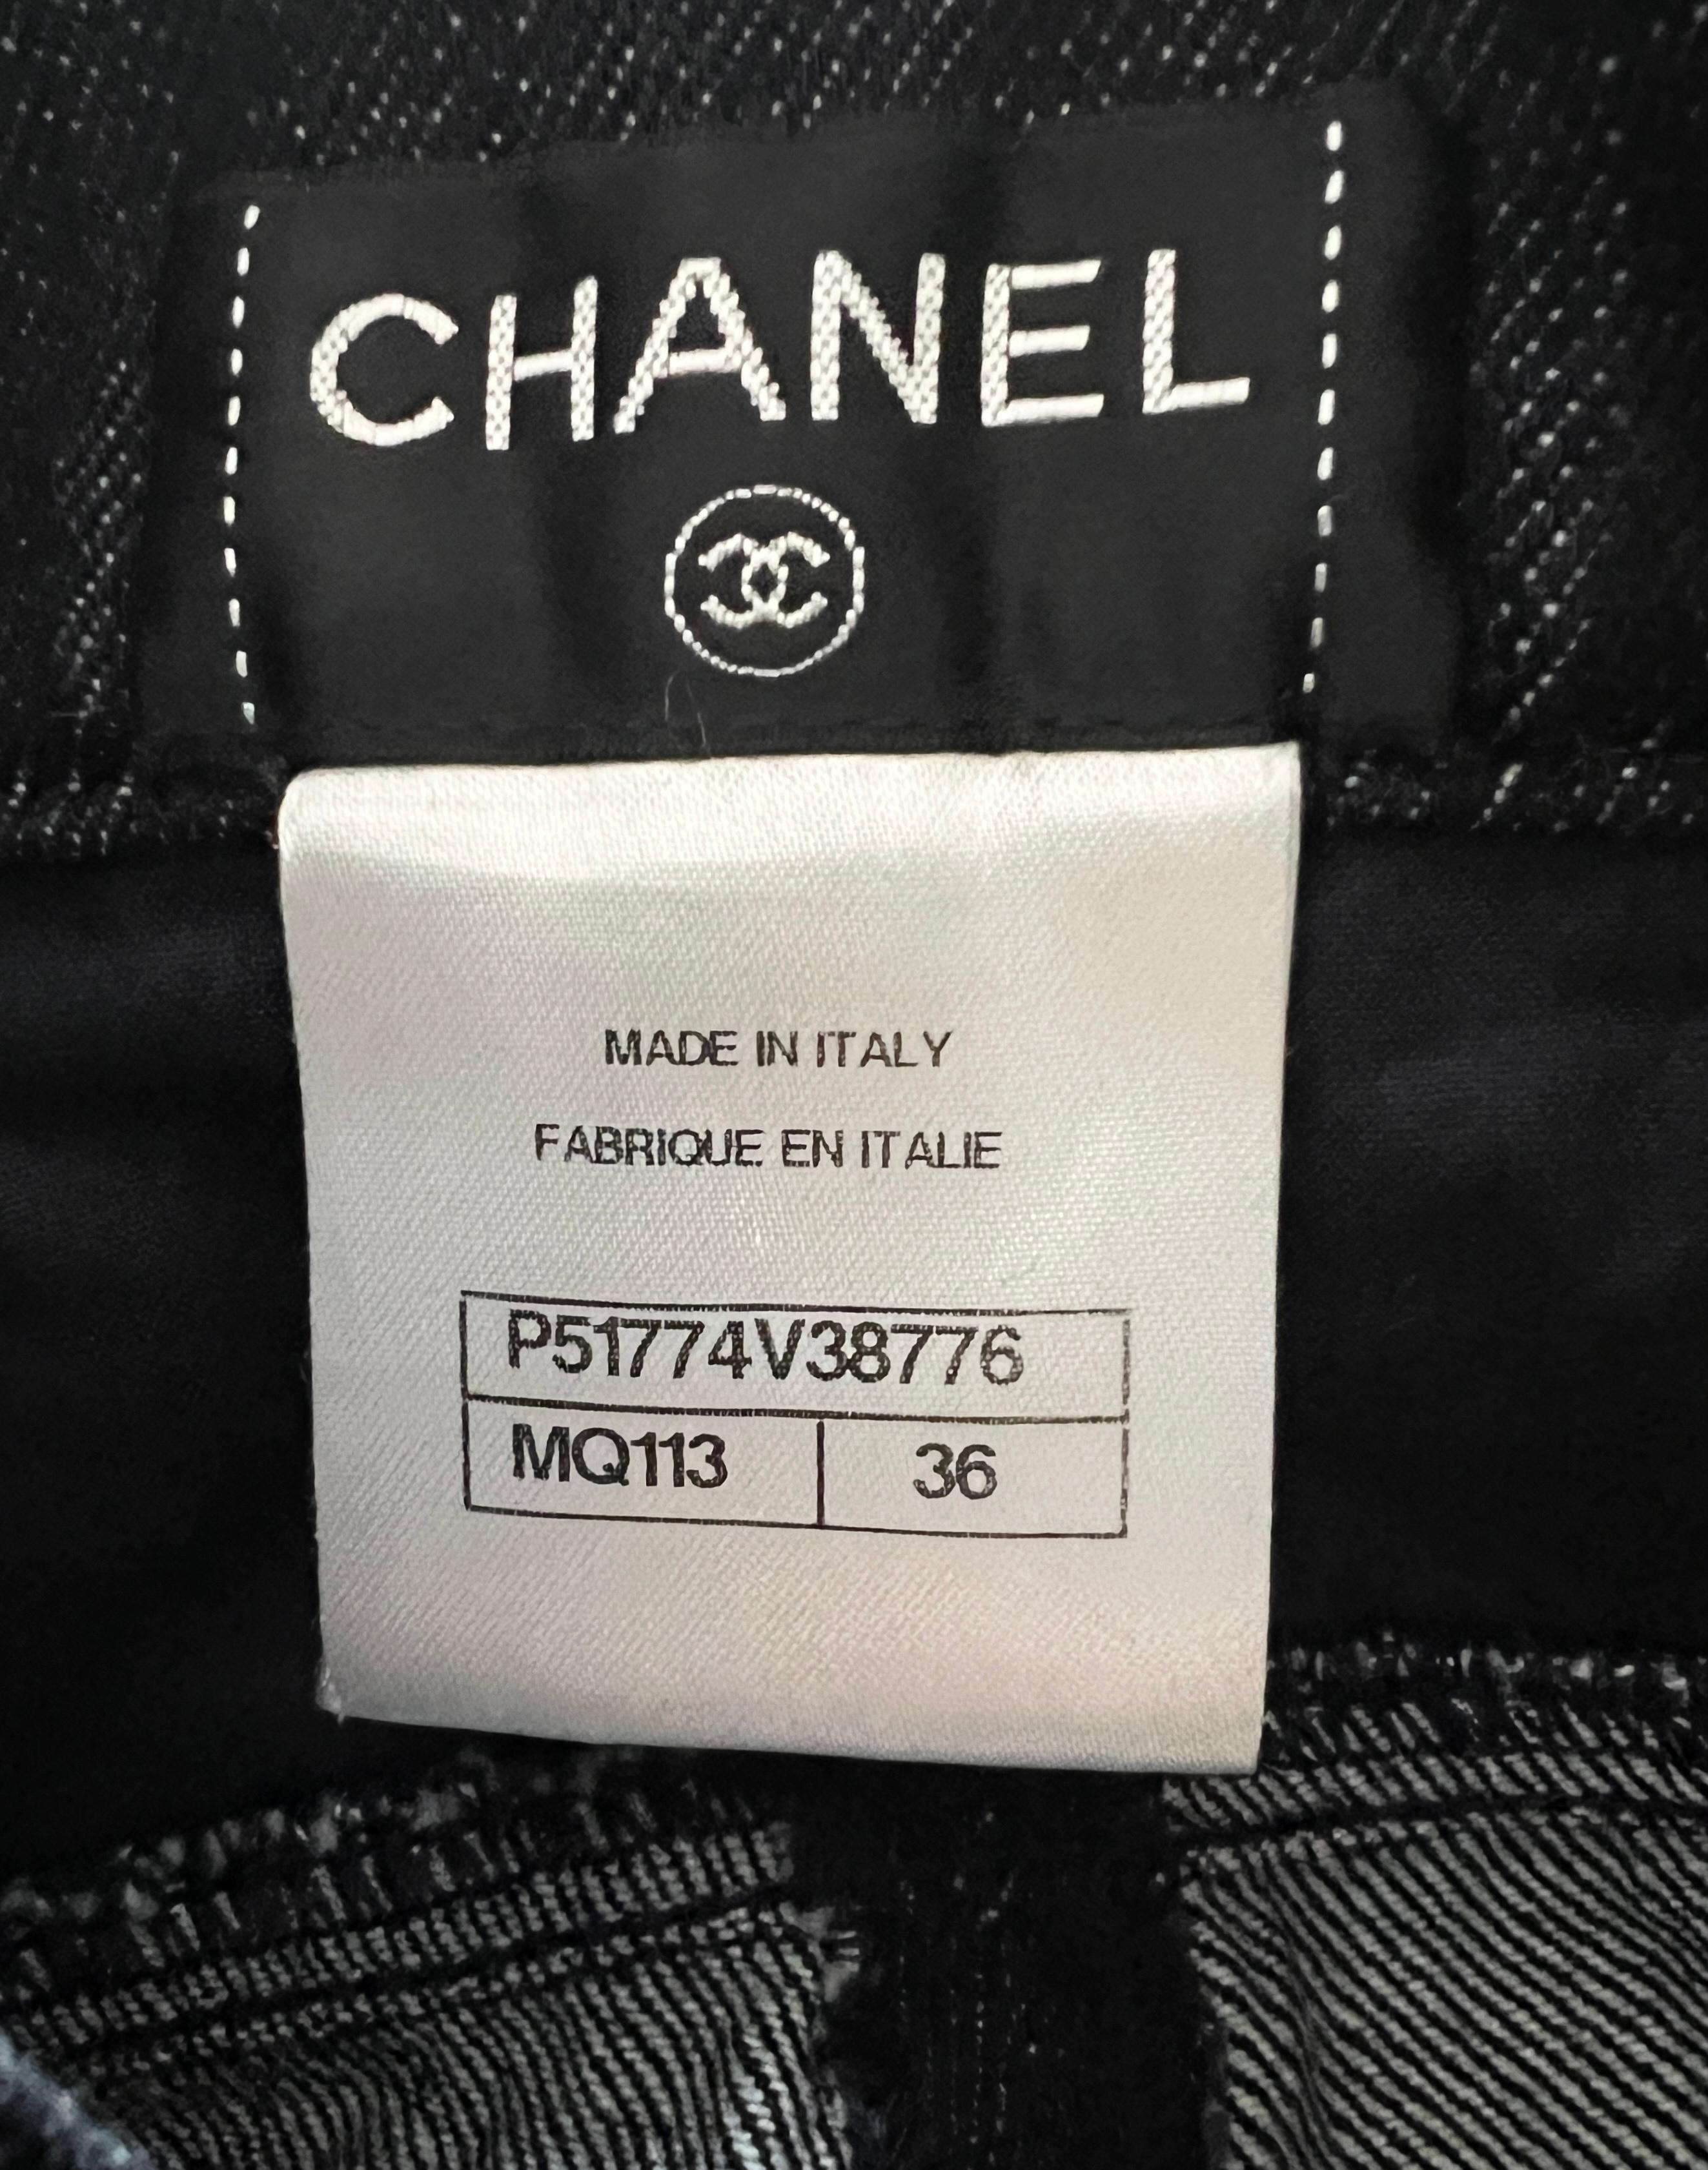 CHANEL
MADE IN ITALY
FABRIQUE EN ITALIE
P51774V38776
MQ113 36